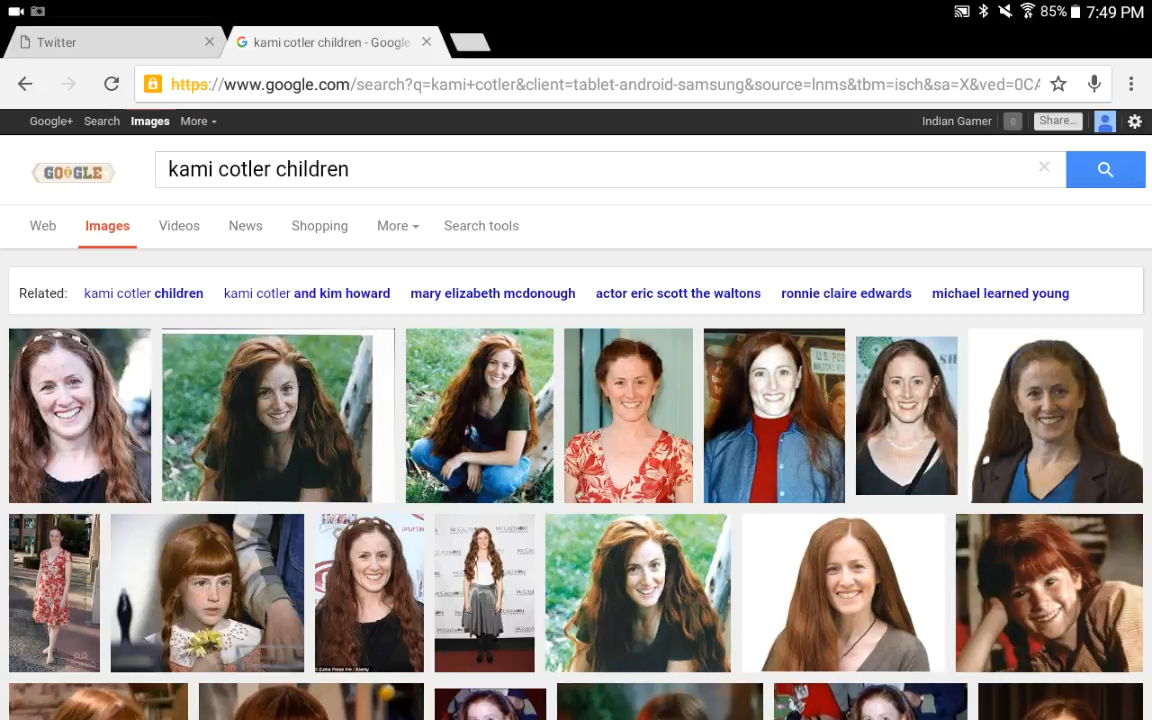 85% 7:49 PM
Twitter
kami cotler children - Google
https://www.google.com/search?q=kami+cotler&client=tablet-android-samsung&source=lnms&tbm=isch&sa=X&ved=0CA
Google+ Search Images More Indian Gamer 0 Share...
GOOGLE
kami cotler children
Web Images Videos News Shopping More Search tools
Related: kami cotler children kami cotler and kim howard mary elizabeth mcdonough actor eric scott the waltons ronnie claire edwards michael learned young
U.S. POS